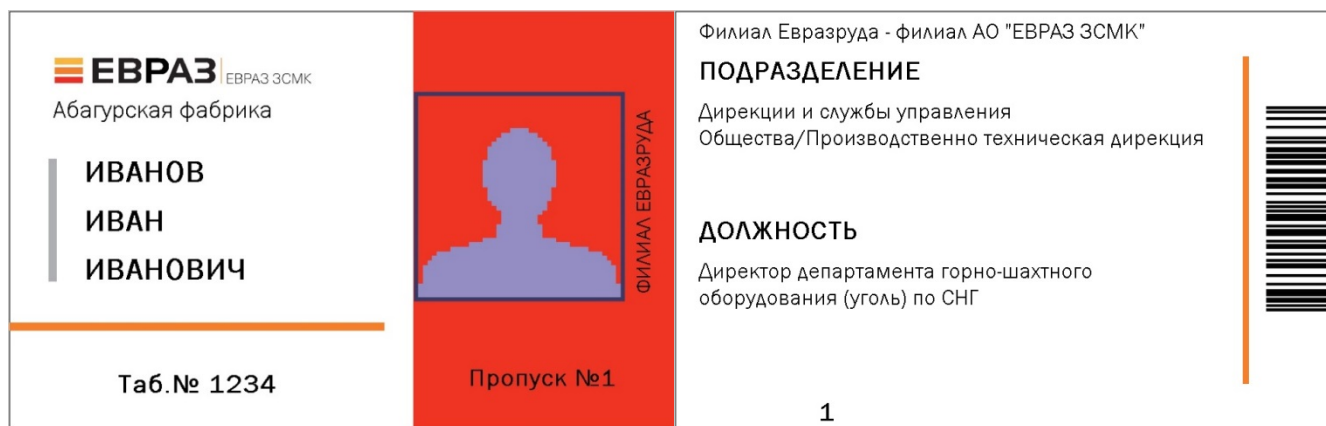 ЕВРАЗ ЕВРАЗ ЗСМК
Абагурская фабрика
ИВАНОВ
ИВАН
ИВАНОВИЧ
Таб.№ 1234
ФИЛИАЛ ЕВРАЗРУДА
Пропуск №1
Филиал Евразруда - филиал АО "ЕВРАЗ ЗСМК"
ПОДРАЗДЕЛЕНИЕ
Дирекции и службы управления
Общества/Производственно техническая дирекция
ДОЛЖНОСТЬ
Директор департамента горно-шахтного
оборудования (уголь) по СНГ
1